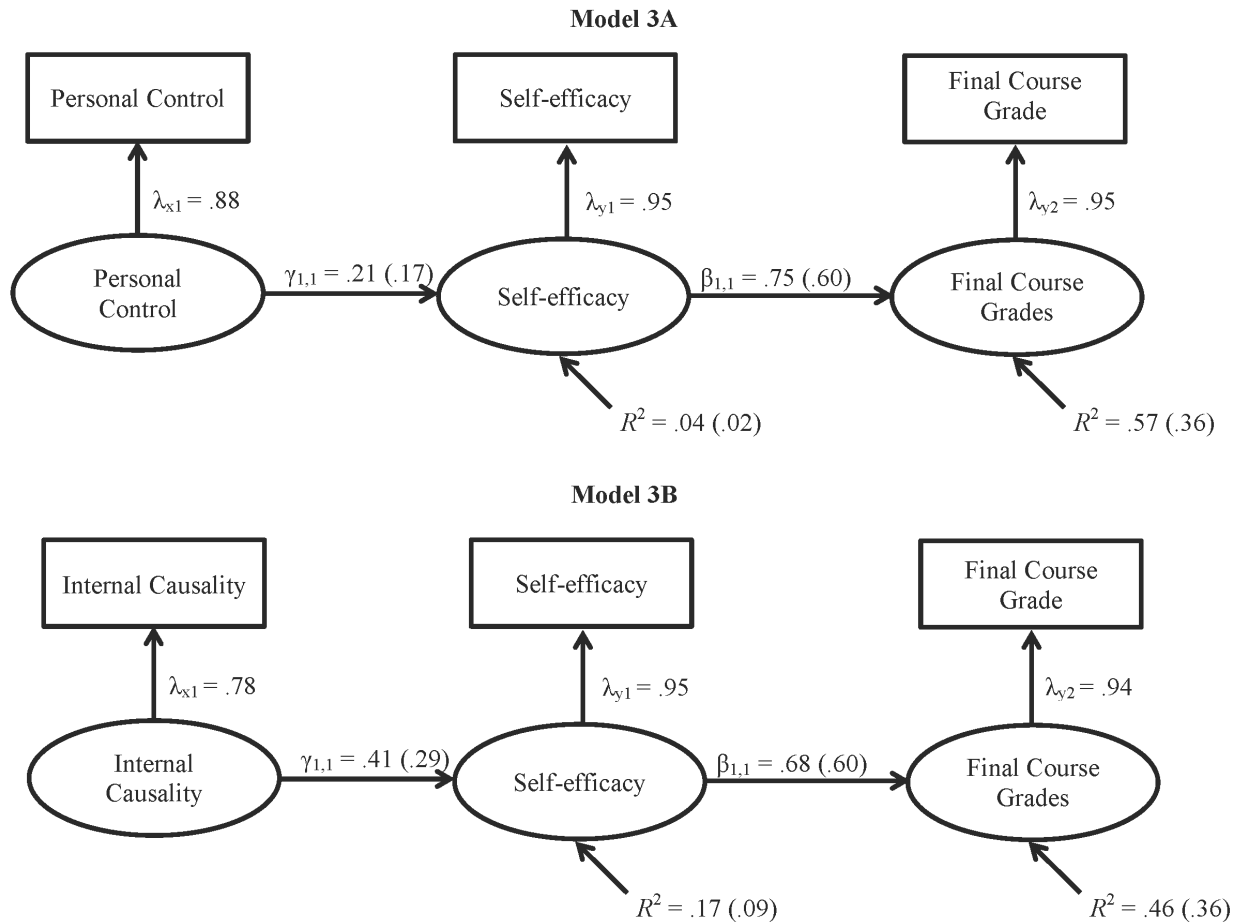 Model 3A
Personal Control
Self-efficacy
Final Course
Grade
λx1 = .88
λy1 = .95
λy2 = .95
Personal
Control
γ1,1 = .21 (.17)
Self-efficacy
β1,1 = .75 (.60)
Final Course
Grades
R² = .04 (.02)
R² = .57 (.36)
Model 3B
Internal Causality
Self-efficacy
Final Course
Grade
λx1 = .78
λy1 = .95
λy2 = .94
Internal
Causality
γ1,1 = .41 (.29)
Self-efficacy
β1,1 = .68 (.60)
Final Course
Grades
R² = .17 (.09)
R² = .46 (.36)